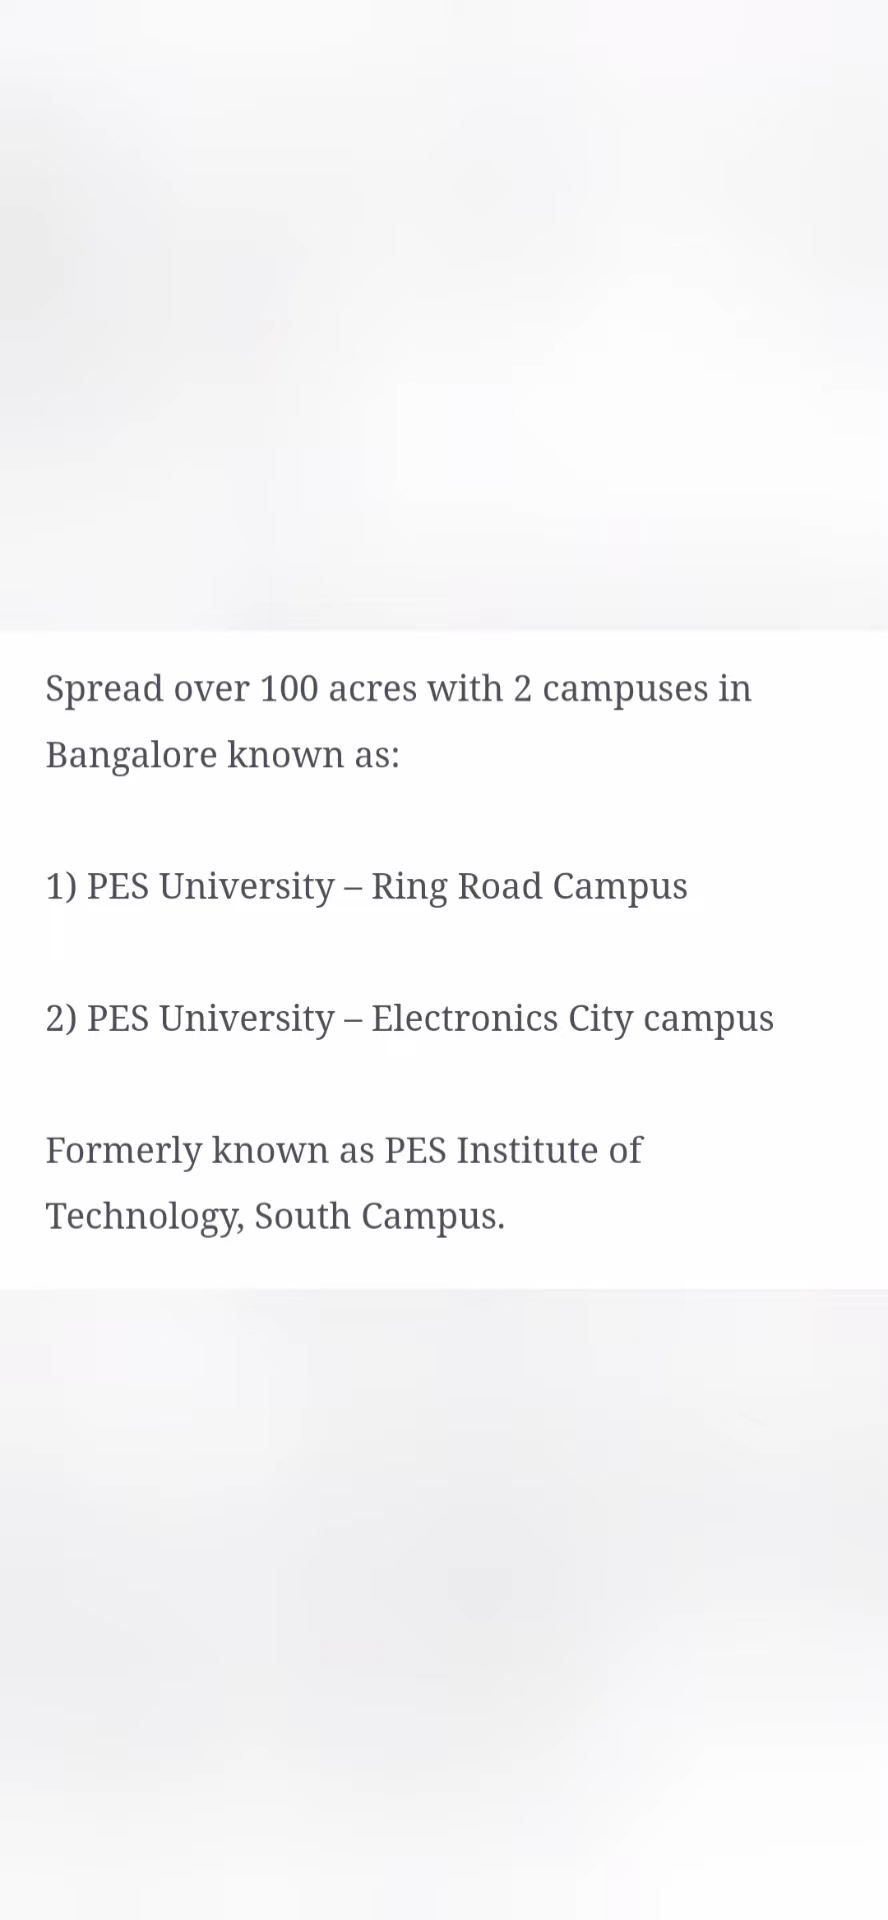 Spread over 100 acres with 2 campuses in
Bangalore known as:
1) PES University – Ring Road Campus
2) PES University – Electronics City campus
Formerly known as PES Institute of
Technology, South Campus.